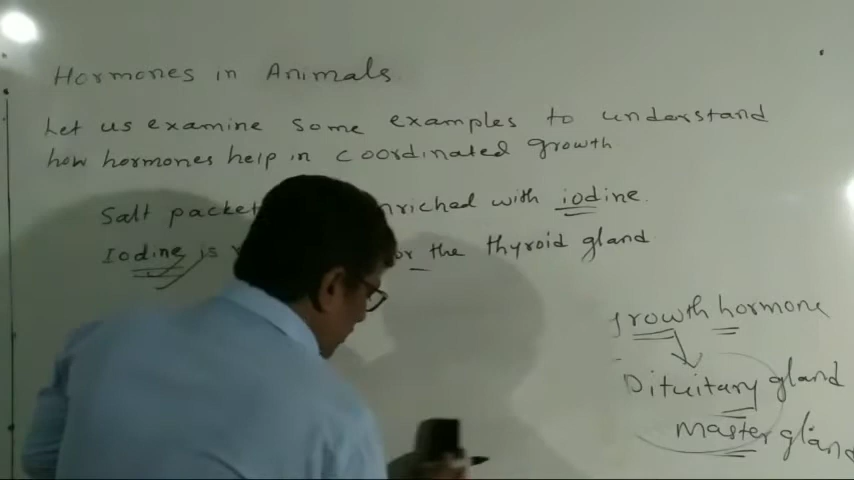 Hormones in Animals.
Let us examine some examples to understand
how hormones help in coordinated growth.
Salt packet nriched with iodine.
Iodine is or the thyroid gland
growth hormone
Pituitary gland
master gland